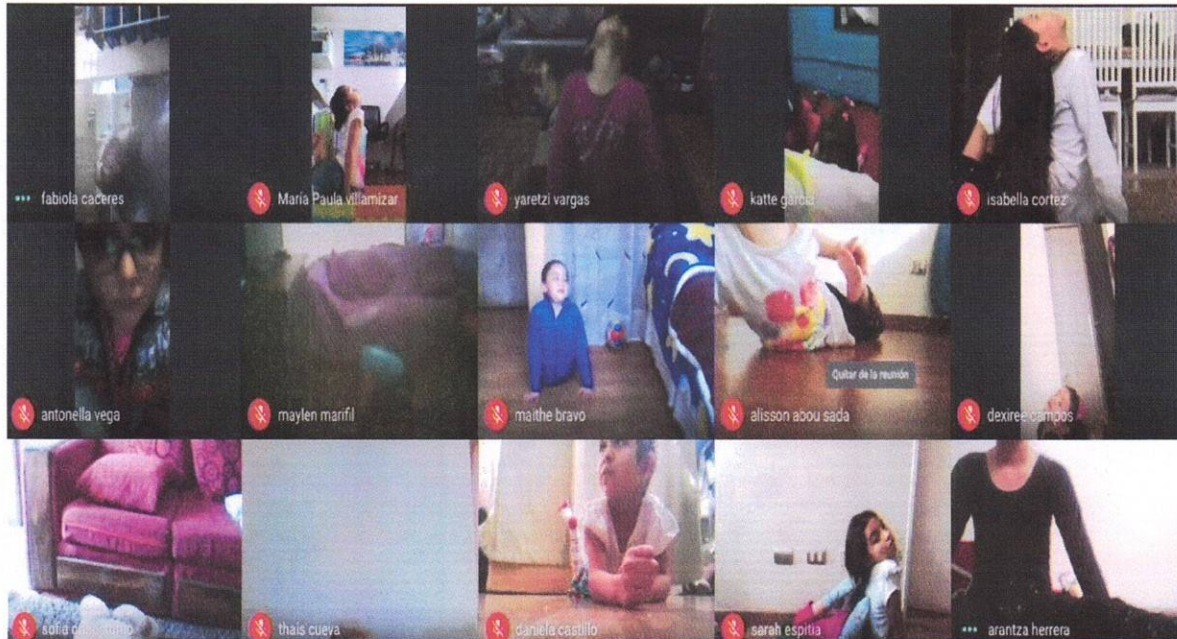 fabiola caceres
María Paula villamizar
yaretzi vargas
katte garcia
isabella cortez
antonella vega
maylen marifil
maithe bravo
alisson abou sada
Quitar de la reunión
dexiree campos
sofia
thais cueva
daniela castillo
sarah espitia
arantza herrera